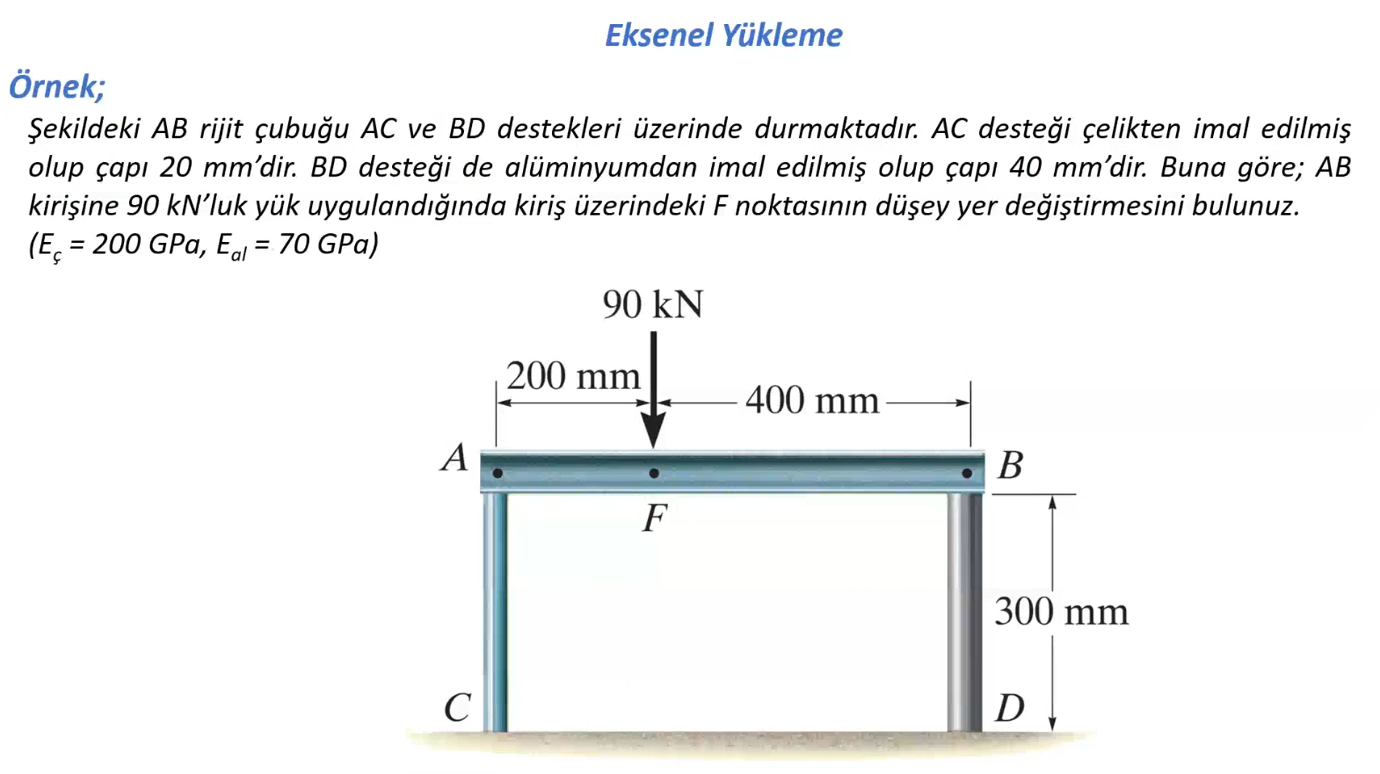 Eksenel Yükleme
Örnek;
Şekildeki AB rijit çubuğu AC ve BD destekleri üzerinde durmaktadır. AC desteği çelikten imal edilmiş
olup çapı 20 mm’dir. BD desteği de alüminyumdan imal edilmiş olup çapı 40 mm’dir. Buna göre; AB
kirişine 90 kN’luk yük uygulandığında kiriş üzerindeki F noktasının düşey yer değiştirmesini bulunuz.
(Eç = 200 GPa, Eal = 70 GPa)
90 kN
200 mm
400 mm
A
B
F
300 mm
C
D